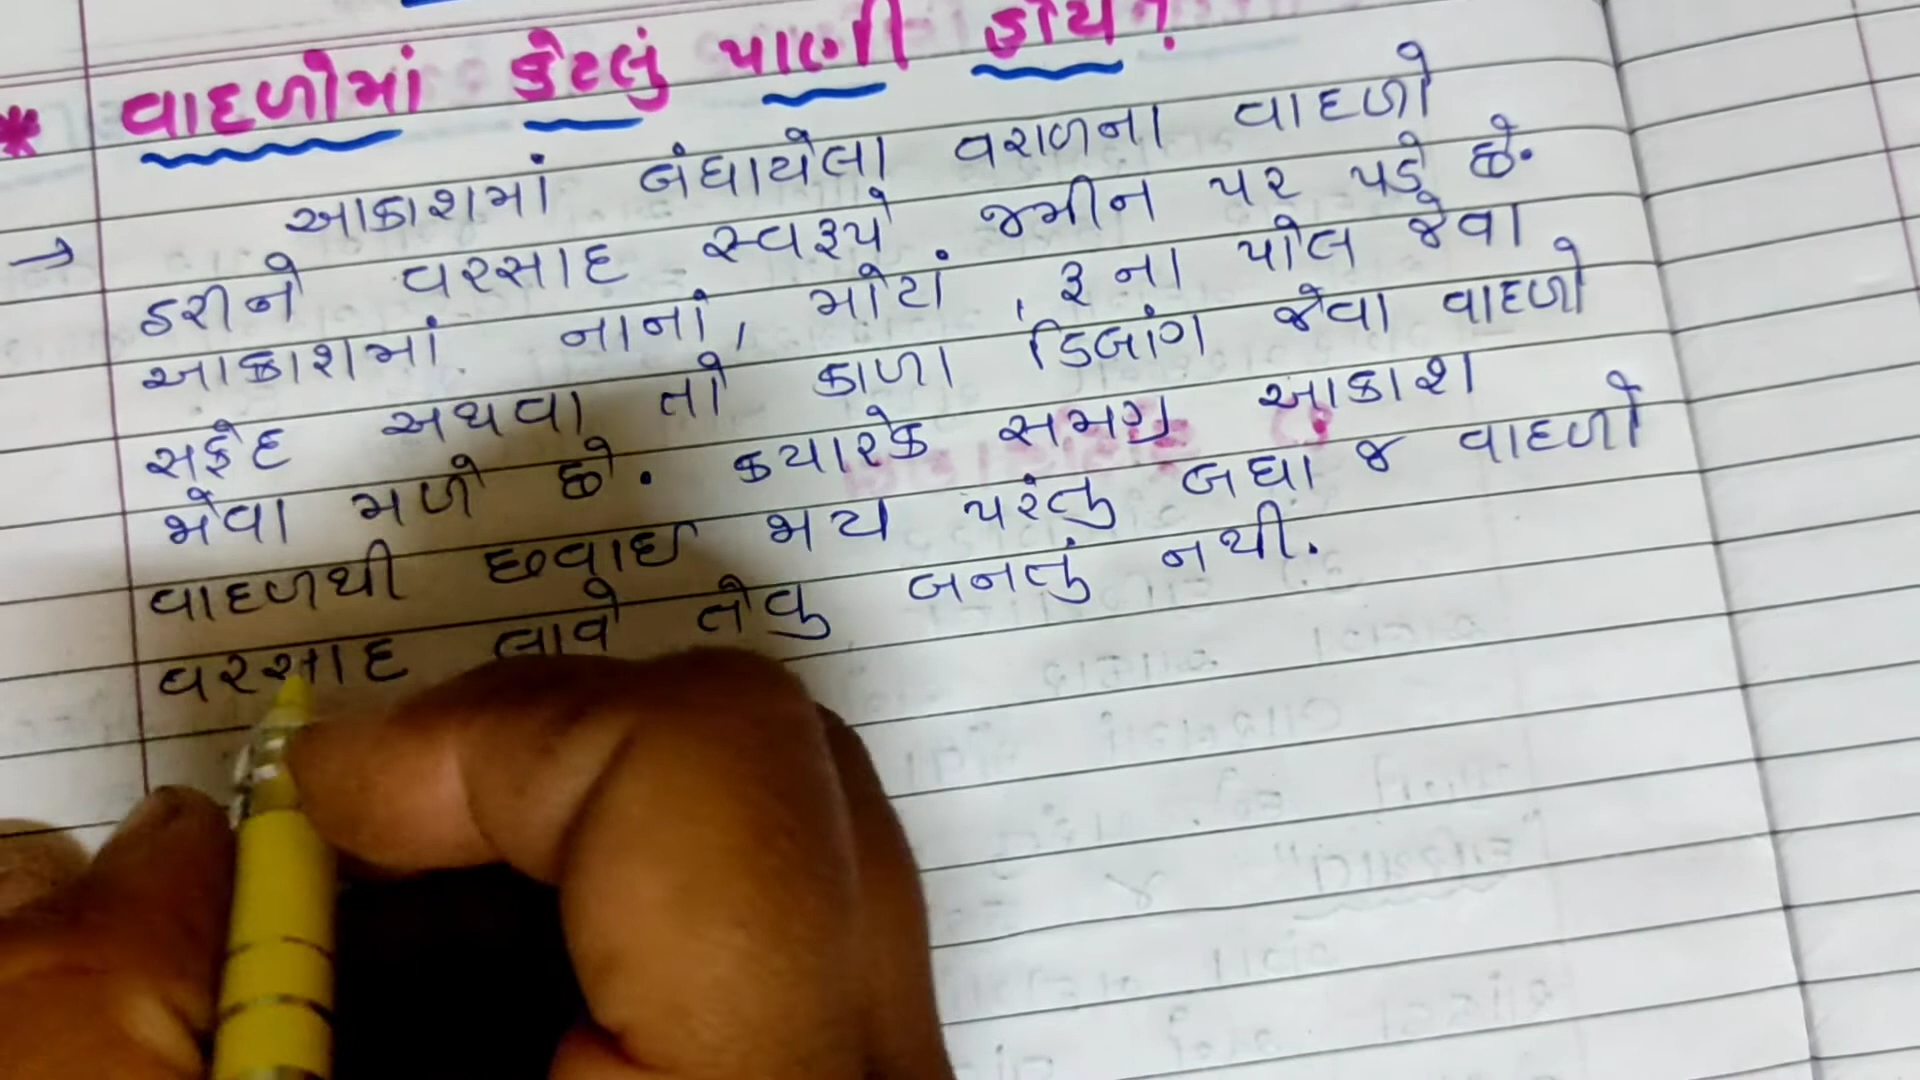 * વાદળોમાં કેટલું પાણી હોય?
→ આકાશમાં બંધાયેલા વરાળના વાદળો
ઠરીને વરસાદ સ્વરૂપે જમીન પર પડે છે.
આકાશમાં નાનાં, મોટાં, રૂ ના પોલ જેવા
સફેદ અથવા તો કાળા ડિબાંગ જેવા વાદળો
જોવા મળે છે. ક્યારેક સમગ્ર આકાશ
વાદળથી છવાઈ જાય પરંતુ બધા જ વાદળો
વરસાદ લાવે તેવુ બનતું નથી.